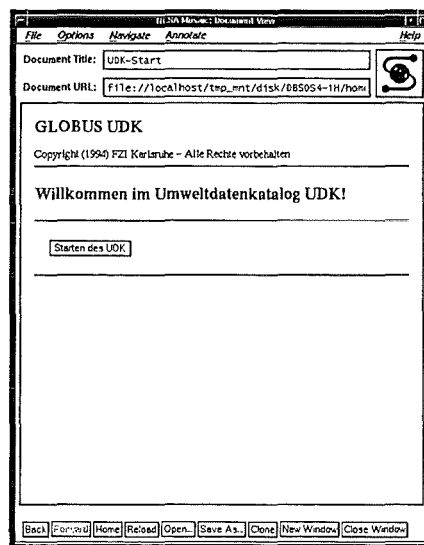 NCSA Mosaic: Document View
File Options Navigate Annotate Help
Document Title: UDK-Start
Document URL: file://localhost/tmp_mnt/disk/DBSOS4-1H/home
GLOBUS UDK
Copyright (1994) FZI Karlsruhe – Alle Rechte vorbehalten
Willkommen im Umweltdatenkatalog UDK!
Starten des UDK
Back Forward Home Reload Open... Save As... Clone New Window Close Window